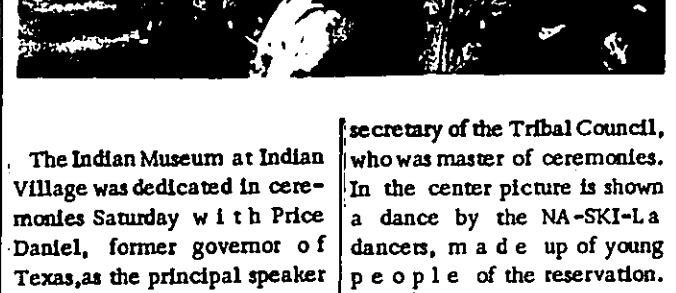 The Indian Museum at Indian
Village was dedicated in cere-
monies Saturday with Price
Daniel, former governor of
Texas,as the principal speaker
secretary of the Tribal Council,
who was master of ceremonies.
In the center picture is shown
a dance by the NA-SKI-La
dancers, made up of young
people of the reservation.